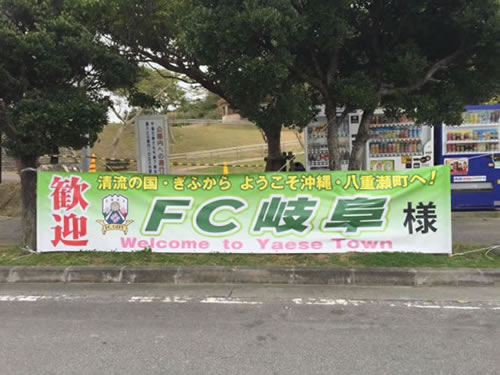 歓迎
清流の国・ぎふから ようこそ沖縄・八重瀬町へ!
FC岐阜 様
Welcome to Yaese Town